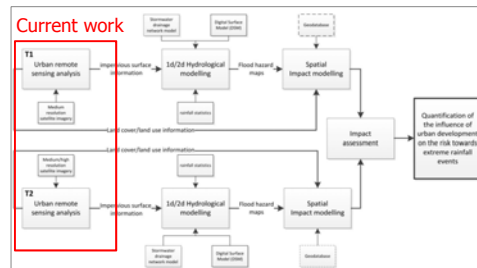 Current work
Stormwater
drainage
network model
Digital Surface
Model (DSM)
Geodatabase
T1
Urban remote
sensing analysis
Impervious surface
information
1d/2d Hydrological
modelling
Flood hazard
maps
Spatial
Impact modelling
Medium
resolution
satellite imagery
rainfall statistics
Land cover/land use information
Land cover/land use information
Impact
assessment
Quantification of
the influence of
urban development
on the risk towards
extreme rainfall
events
Medium/high
resolution
satellite imagery
rainfall statistics
T2
Urban remote
sensing analysis
Impervious surface
information
1d/2d Hydrological
modelling
Flood hazard
maps
Spatial
Impact modelling
Stormwater
drainage
network model
Digital Surface
Model (DSM)
Geodatabase